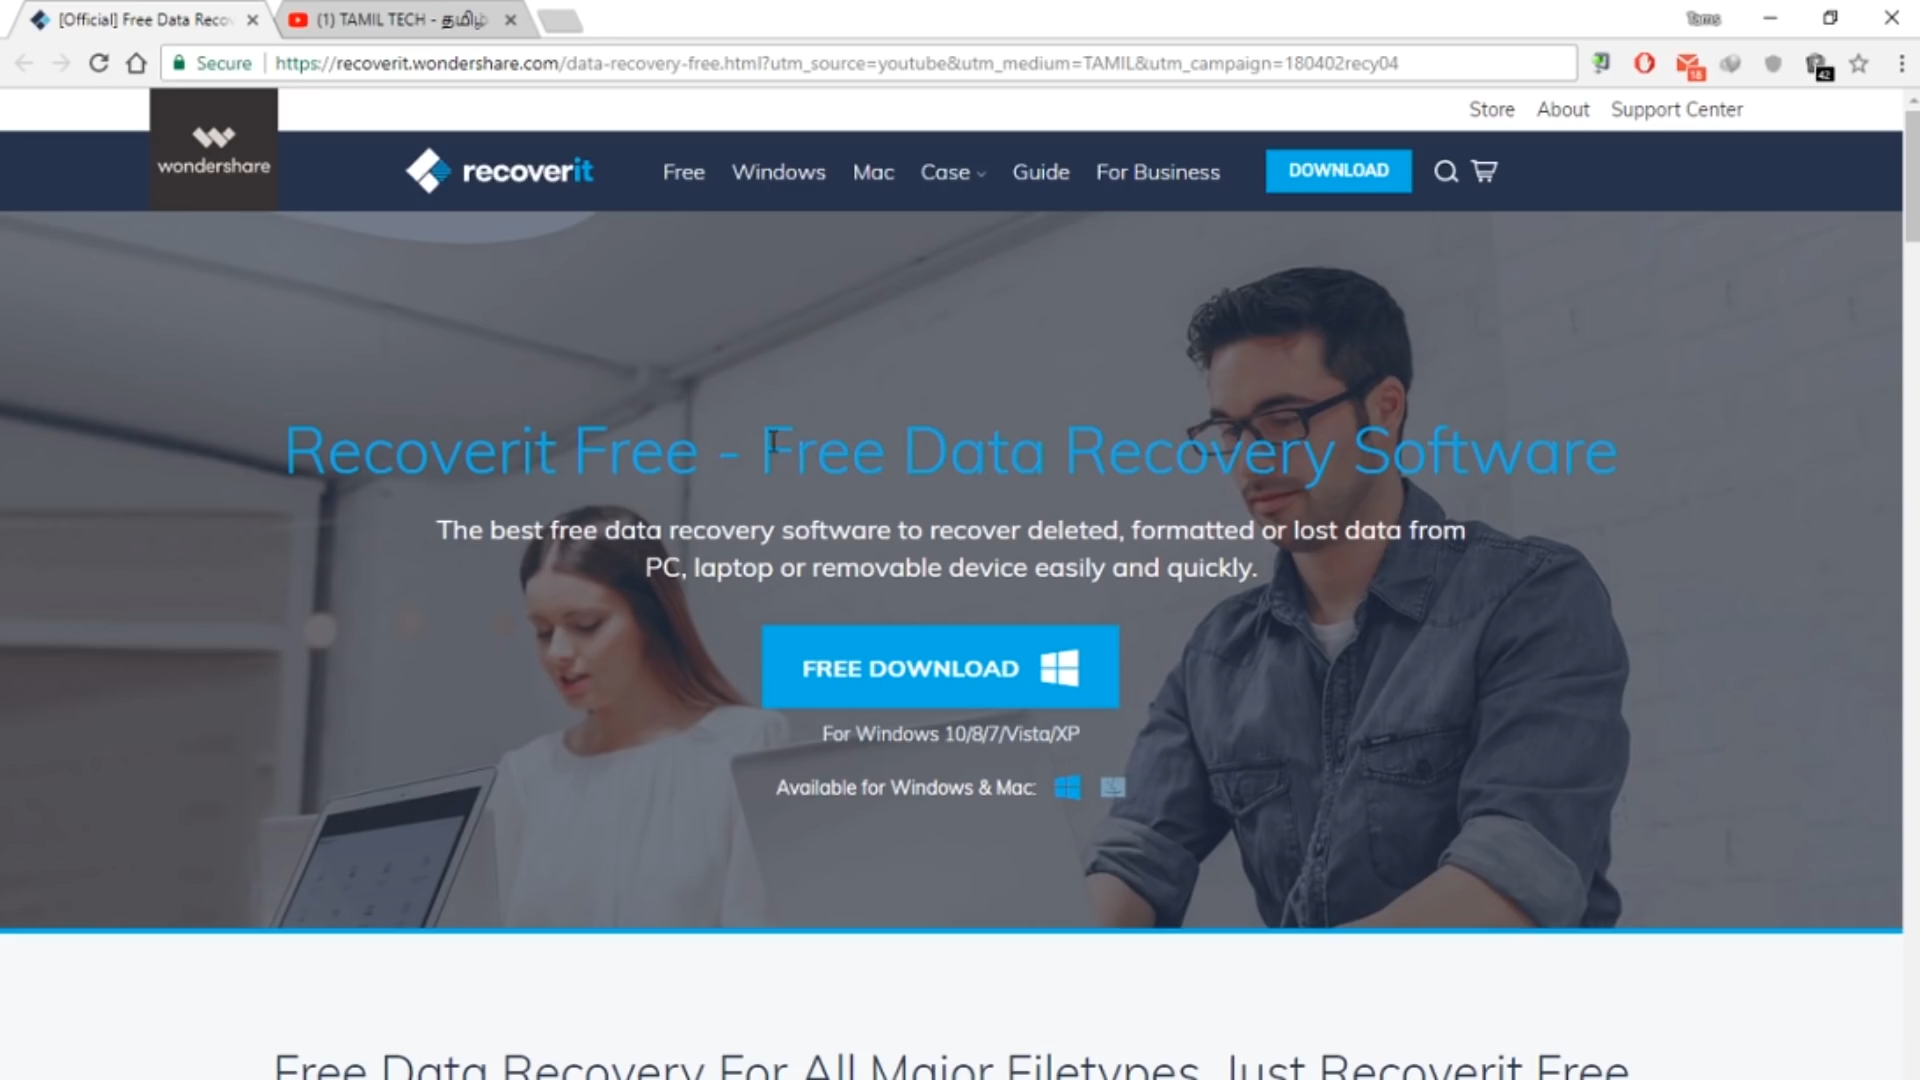 [Official] Free Data Reco
(1) TAMIL TECH - தமிழ்
Toms
Secure
https://recoverit.wondershare.com/data-recovery-free.html?utm_source=youtube&utm_medium=TAMIL&utm_campaign=180402recy04
18
42
Store About Support Center
wondershare
recoverit
Free Windows Mac Case Guide For Business
DOWNLOAD
Recoverit Free - Free Data Recovery Software
The best free data recovery software to recover deleted, formatted or lost data from
PC, laptop or removable device easily and quickly.
FREE DOWNLOAD
For Windows 10/8/7/Vista/XP
Available for Windows & Mac:
Free Data Recovery For All Major Filetypes, Just Recoverit Free